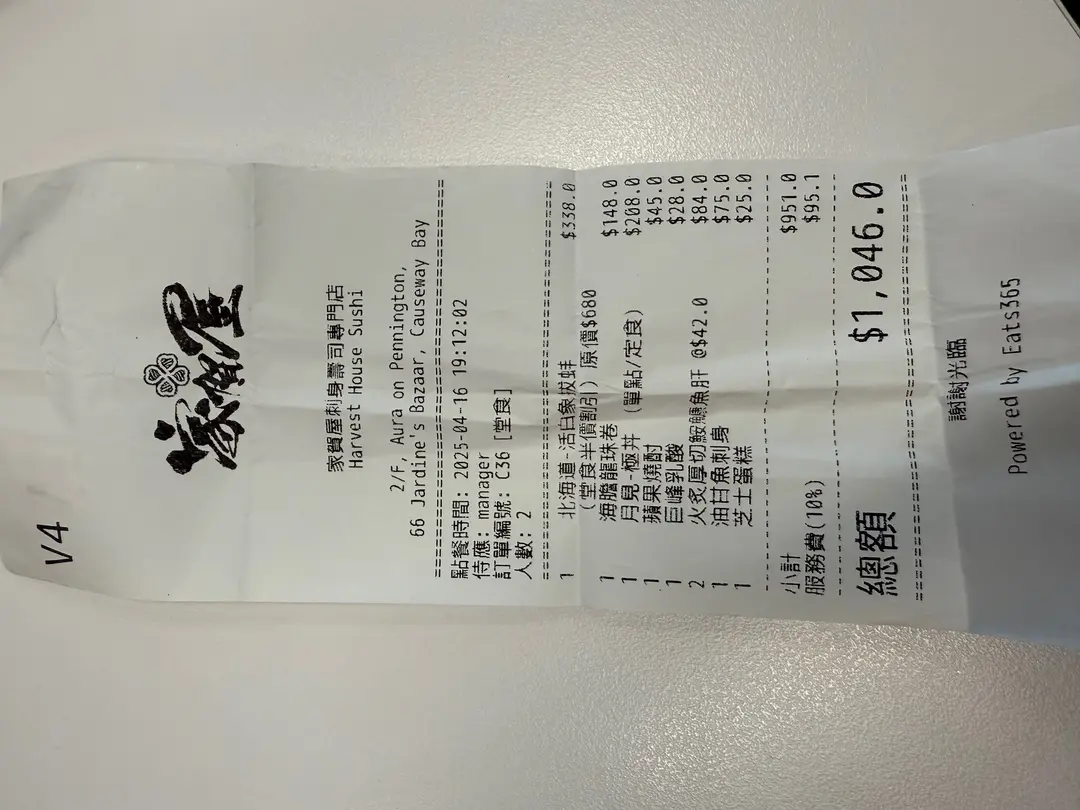 V4
家賀屋
家賀屋刺身壽司專門店
Harvest House Sushi
2/F, Aura on Pennington,
66 Jardine's Bazaar, Causeway Bay
點餐時間: 2025-04-16 19:12:02
侍應: manager
訂單編號: C36 [堂食]
人數: 2
1 北海道-活白象拔蚌 $338.0
(堂食半價割引) 原價$680
1 海膽龍珠卷 $148.0
1 月見-極丼 (單點/定食) $208.0
1 蘋果燒酎 $45.0
1 巨峰乳酸 $28.0
2 火炙厚切鮟鱇魚肝 @$42.0 $84.0
1 油甘魚刺身 $75.0
1 芝士蛋糕 $25.0
小計 $951.0
服務費(10%) $95.1
總額 $1,046.0
謝謝光臨
Powered by Eats365